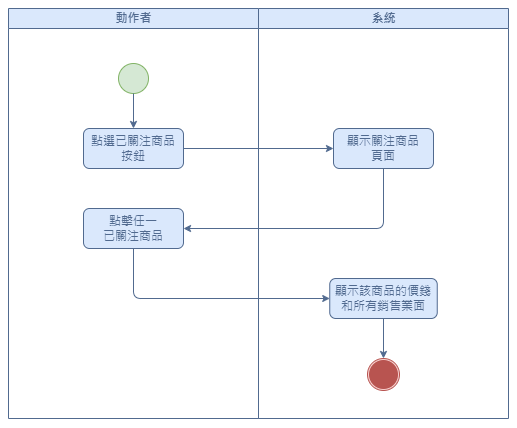 動作者
系統
點選已關注商品
按鈕
顯示關注商品
頁面
點擊任一
已關注商品
顯示該商品的價錢
和所有銷售業面